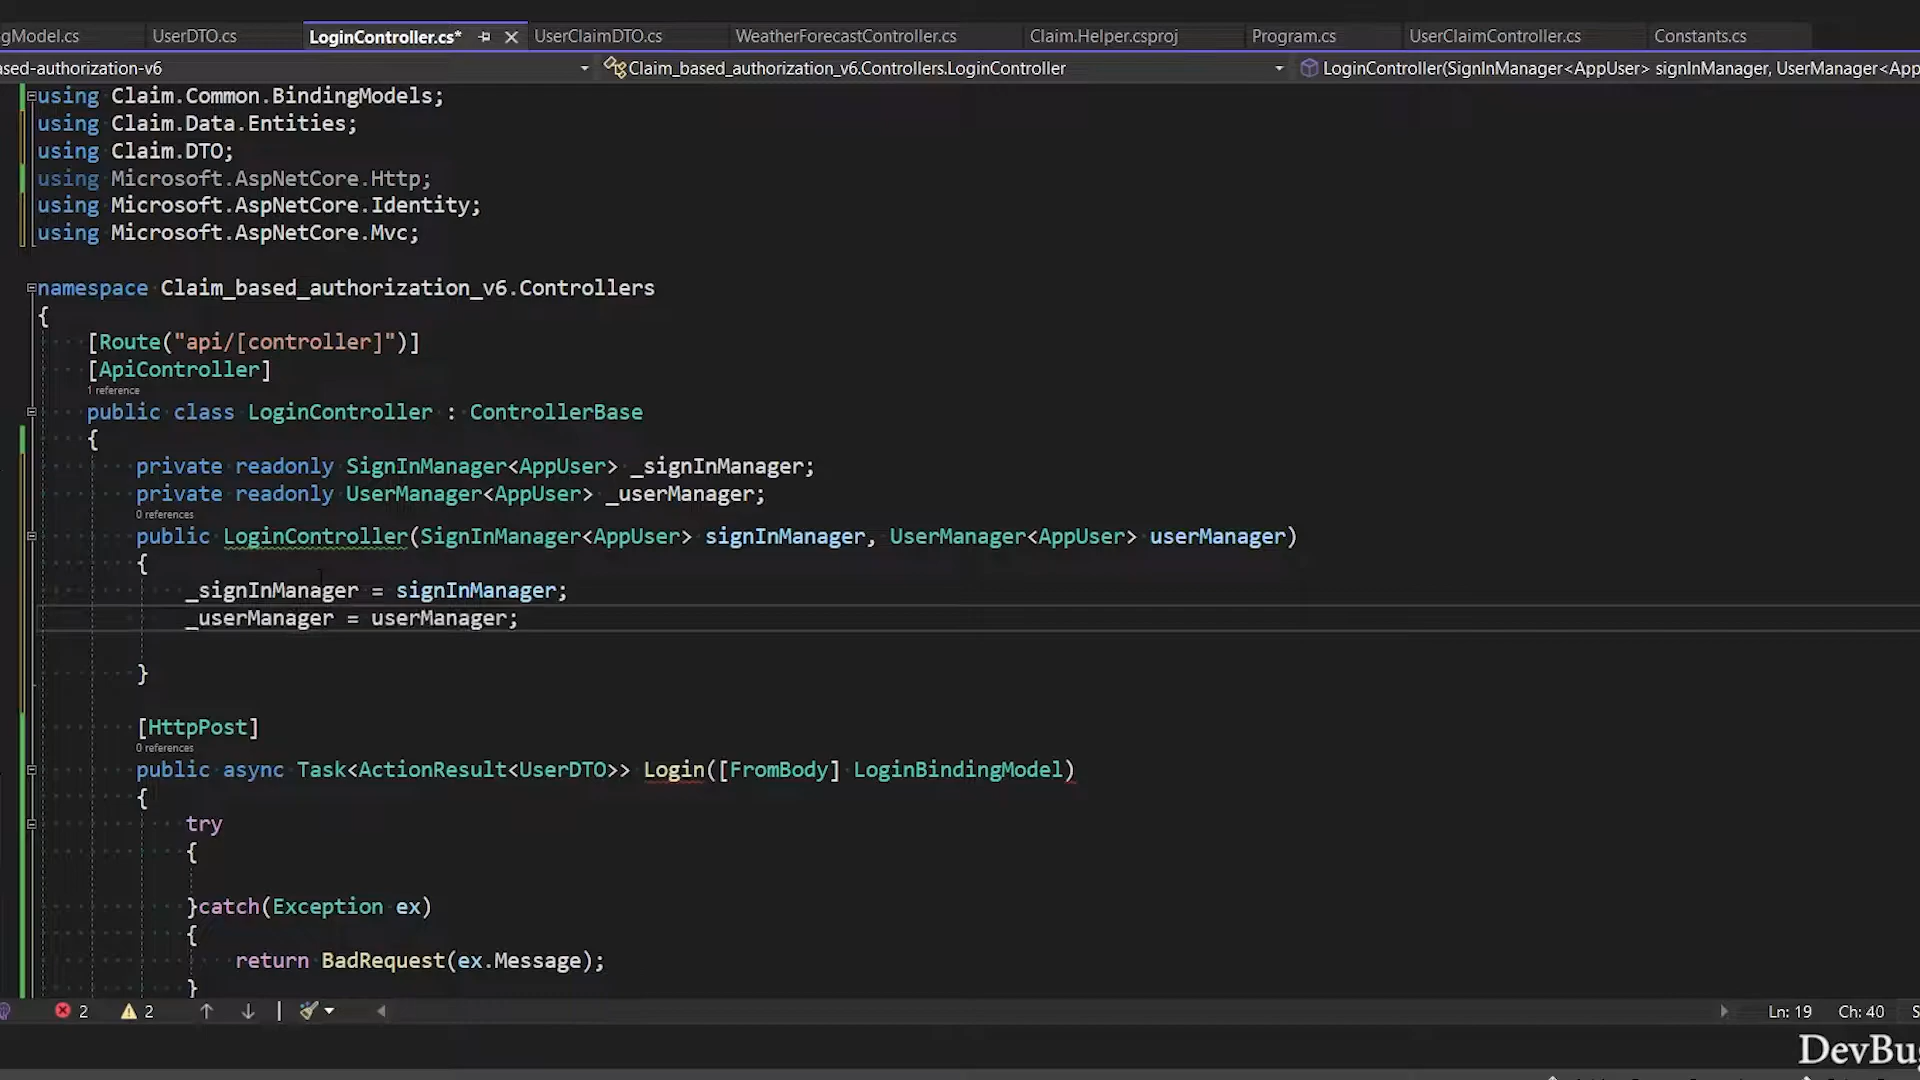 gModel.cs UserDTO.cs LoginController.cs* UserClaimDTO.cs WeatherForecastController.cs Claim.Helper.csproj Program.cs UserClaimController.cs Constants.cs
ased-authorization-v6 Claim_based_authorization_v6.Controllers.LoginController LoginController(SignInManager<AppUser> signInManager, UserManager<App
using Claim.Common.BindingModels;
using Claim.Data.Entities;
using Claim.DTO;
using Microsoft.AspNetCore.Http;
using Microsoft.AspNetCore.Identity;
using Microsoft.AspNetCore.Mvc;
namespace Claim_based_authorization_v6.Controllers
{
[Route("api/[controller]")]
[ApiController]
1 reference
public class LoginController : ControllerBase
{
private readonly SignInManager<AppUser> _signInManager;
private readonly UserManager<AppUser> _userManager;
0 references
public LoginController(SignInManager<AppUser> signInManager, UserManager<AppUser> userManager)
{
_signInManager = signInManager;
_userManager = userManager;
}
[HttpPost]
0 references
public async Task<ActionResult<UserDTO>> Login([FromBody] LoginBindingModel)
{
try
{
}catch(Exception ex)
{
return BadRequest(ex.Message);
}
2 2 Ln: 19 Ch: 40 S
DevBug